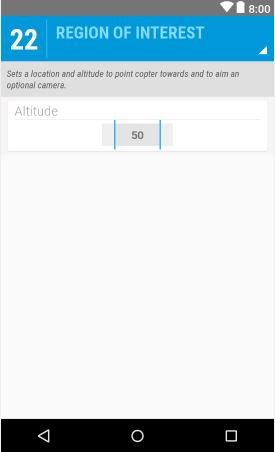 8:00
22 REGION OF INTEREST
Sets a location and altitude to point copter towards and to aim an
optional camera.
Altitude
50